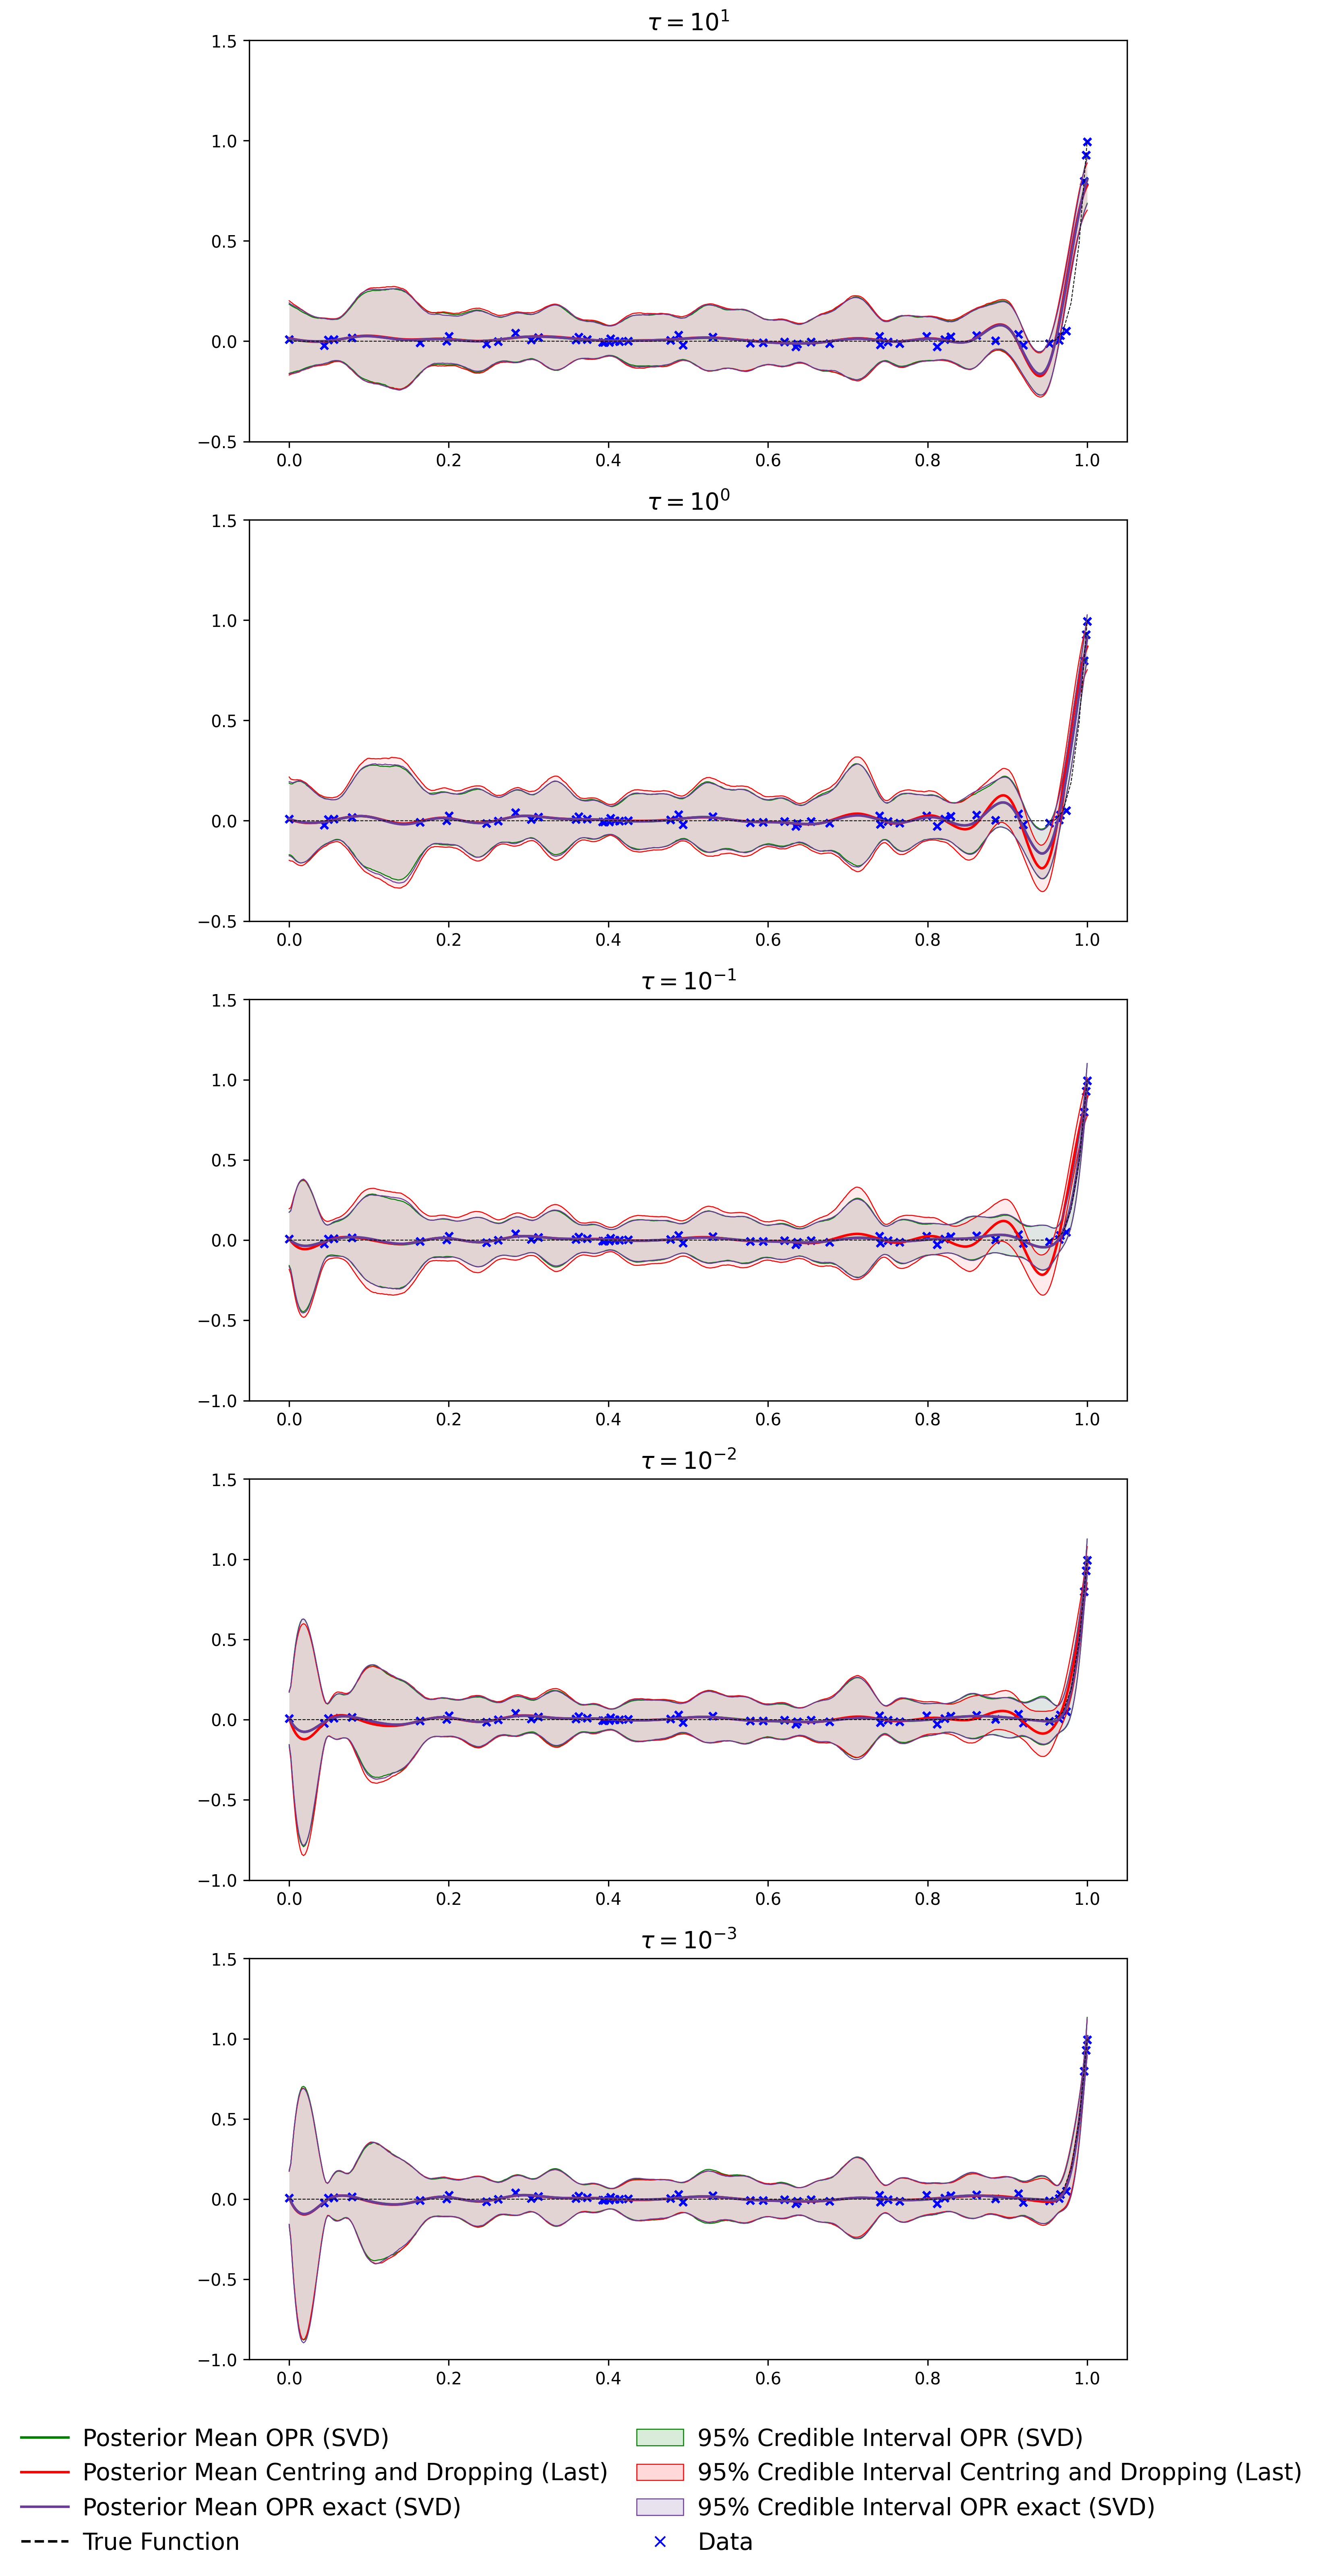 τ = 10¹
1.5
1.0
0.5
0.0
−0.5
0.0 0.2 0.4 0.6 0.8 1.0
τ = 10⁰
1.5
1.0
0.5
0.0
−0.5
0.0 0.2 0.4 0.6 0.8 1.0
τ = 10⁻¹
1.5
1.0
0.5
0.0
−0.5
−1.0
0.0 0.2 0.4 0.6 0.8 1.0
τ = 10⁻²
1.5
1.0
0.5
0.0
−0.5
−1.0
0.0 0.2 0.4 0.6 0.8 1.0
τ = 10⁻³
1.5
1.0
0.5
0.0
−0.5
−1.0
0.0 0.2 0.4 0.6 0.8 1.0
Posterior Mean OPR (SVD)
Posterior Mean Centring and Dropping (Last)
Posterior Mean OPR exact (SVD)
True Function
95% Credible Interval OPR (SVD)
95% Credible Interval Centring and Dropping (Last)
95% Credible Interval OPR exact (SVD)
Data